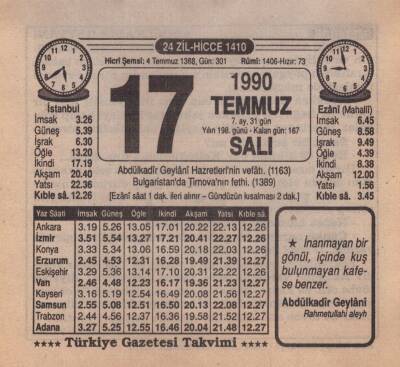 24 ZİL-HİCCE 1410
Hicrî Şemsî: 4 Temmuz 1368, Gün: 301 Rûmî: 1406-Hızır: 73
17
1990
TEMMUZ
7. ay, 31 gün
Yılın 198. günü - Kalan gün: 167
SALI
İstanbul
İmsak 3.26
Güneş 5.39
İşrak 6.30
Öğle 13.20
İkindi 17.19
Akşam 20.40
Yatsı 22.36
Kıble sâ. 12.26
Ezânî (Mahallî)
İmsak 6.45
Güneş 8.58
İşrak 9.49
Öğle 4.39
İkindi 8.38
Akşam 12.00
Yatsı 1.56
Kıble sâ. 3.45
Abdülkadîr Geylânî Hazretleri'nin vefâtı. (1163)
Bulgaristan'da Tırnova'nın fethi. (1389)
[Ezânî sâat 1 dak. ileri alınır – Gündüzün kısalması 2 dak.]
Yaz Sâati İmsak Güneş Öğle İkindi Akşam Yatsı Kıble sâ.
Ankara 3.19 5.26 13.05 17.01 20.22 22.13 12.26
İzmir 3.51 5.54 13.27 17.21 20.41 22.27 12.26
Konya 3.33 5.34 13.06 16.59 20.18 22.03 12.26
Erzurum 2.45 4.53 12.31 16.28 19.49 21.39 12.27
Eskişehir 3.29 5.36 13.14 17.10 20.31 22.22 12.26
Van 2.46 4.48 12.23 16.17 19.36 21.23 12.27
Kayseri 3.16 5.19 12.54 16.49 20.08 21.56 12.27
Samsun 2.55 5.08 12.51 16.50 20.13 22.08 12.27
Trabzon 2.44 4.56 12.37 16.36 19.58 21.52 12.27
Adana 3.27 5.25 12.55 16.46 20.04 21.48 12.27
★ İnanmayan bir
gönül, içinde kuş
bulunmayan kafe-
se benzer.
Abdülkadîr Geylânî
Rahmetullahi aleyh
★★★★ Türkiye Gazetesi Takvimi ★★★★